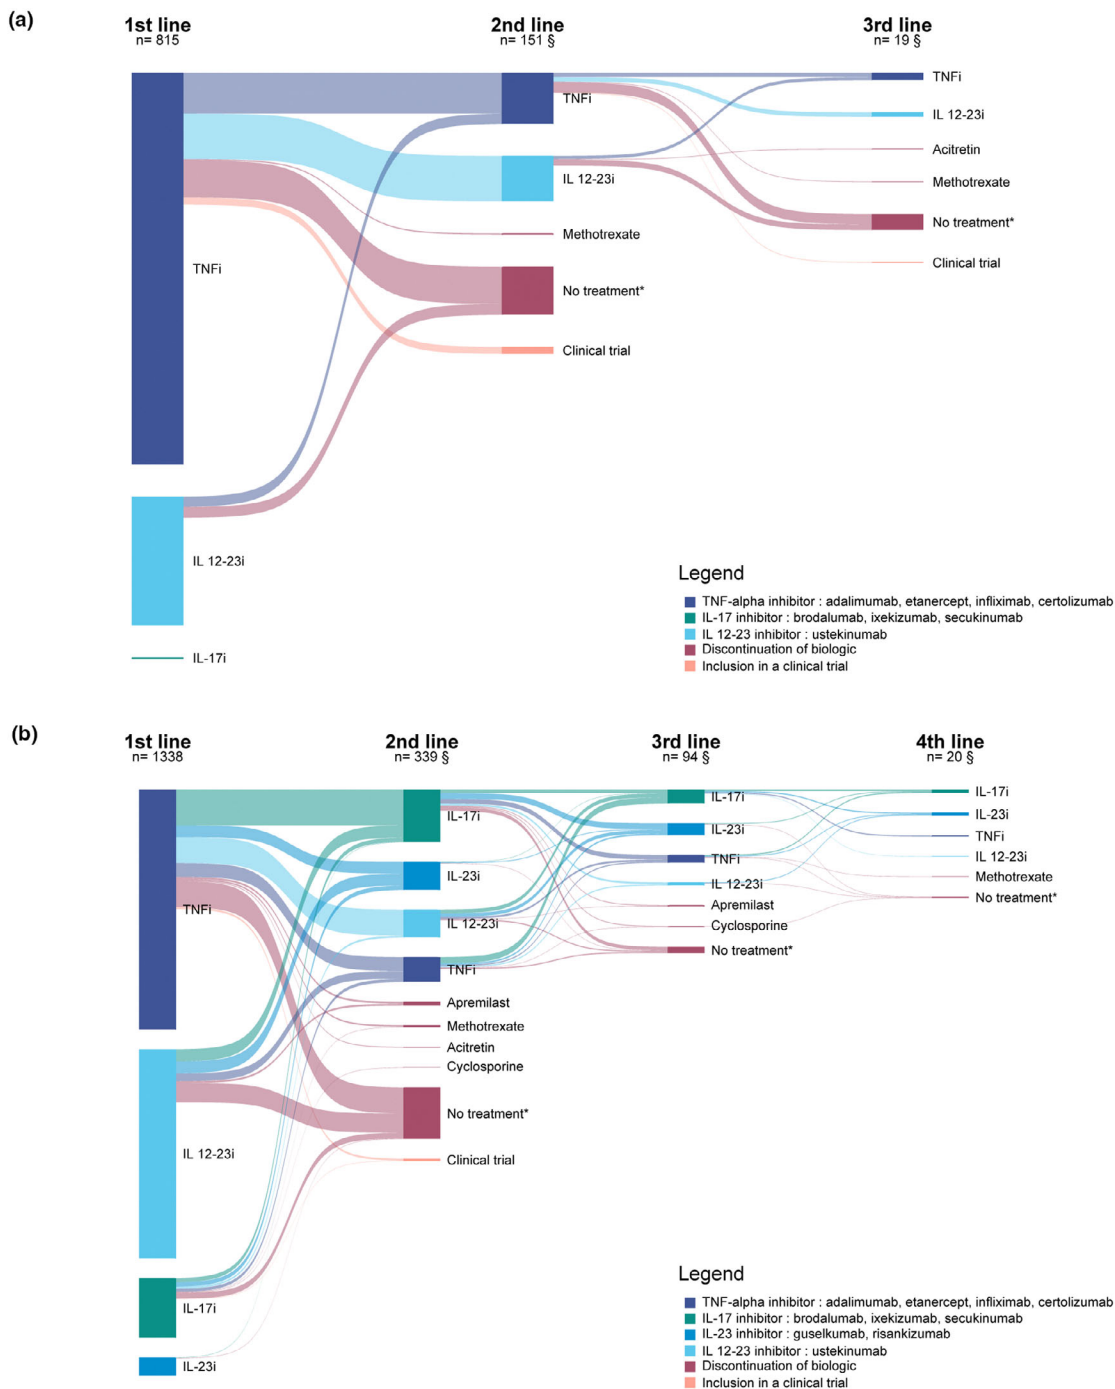 (a)
1st line
n= 815
2nd line
n= 151 §
3rd line
n= 19 §
TNFi
IL 12-23i
IL-17i
TNFi
IL 12-23i
Methotrexate
No treatment*
Clinical trial
TNFi
IL 12-23i
Acitretin
Methotrexate
No treatment*
Clinical trial
Legend
TNF-alpha inhibitor : adalimumab, etanercept, infliximab, certolizumab
IL-17 inhibitor : brodalumab, ixekizumab, secukinumab
IL 12-23 inhibitor : ustekinumab
Discontinuation of biologic
Inclusion in a clinical trial
(b)
1st line
n= 1338
2nd line
n= 339 §
3rd line
n= 94 §
4th line
n= 20 §
TNFi
IL 12-23i
IL-17i
IL-23i
IL-17i
IL-23i
IL 12-23i
TNFi
Apremilast
Methotrexate
Acitretin
Cyclosporine
No treatment*
Clinical trial
IL-17i
IL-23i
TNFi
IL 12-23i
Apremilast
Cyclosporine
No treatment*
IL-17i
IL-23i
TNFi
IL 12-23i
Methotrexate
No treatment*
Legend
TNF-alpha inhibitor : adalimumab, etanercept, infliximab, certolizumab
IL-17 inhibitor : brodalumab, ixekizumab, secukinumab
IL-23 inhibitor : guselkumab, risankizumab
IL 12-23 inhibitor : ustekinumab
Discontinuation of biologic
Inclusion in a clinical trial